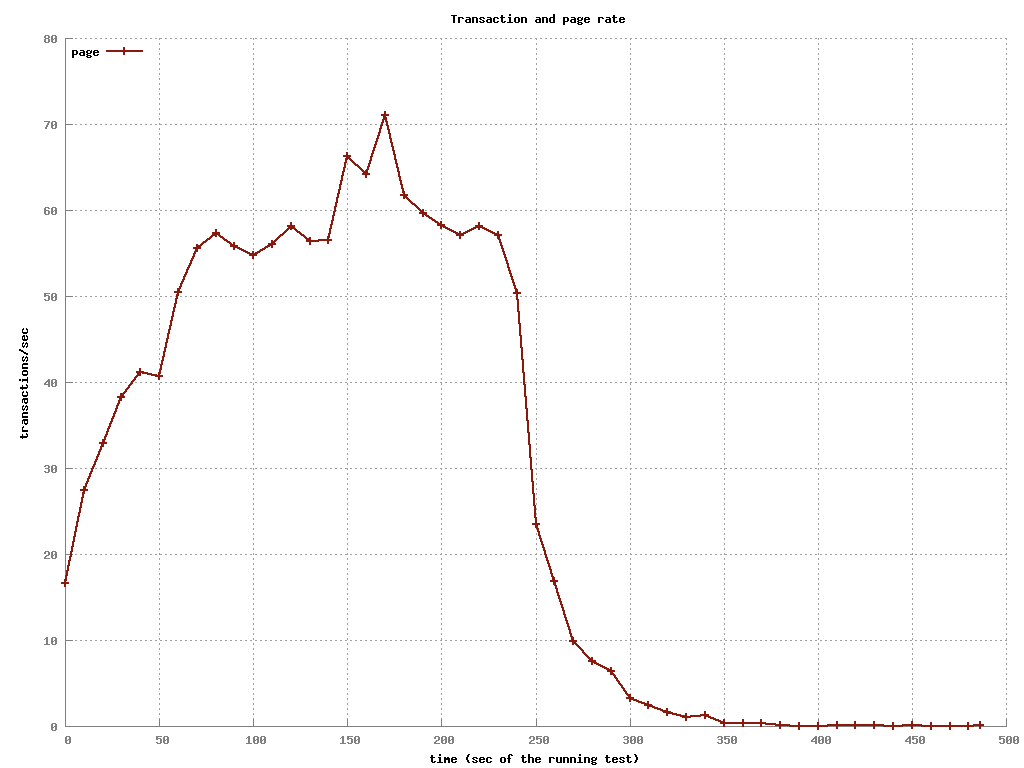 Transaction and page rate
page
80
70
60
50
40
30
20
10
0
transactions/sec
0 50 100 150 200 250 300 350 400 450 500
time (sec of the running test)